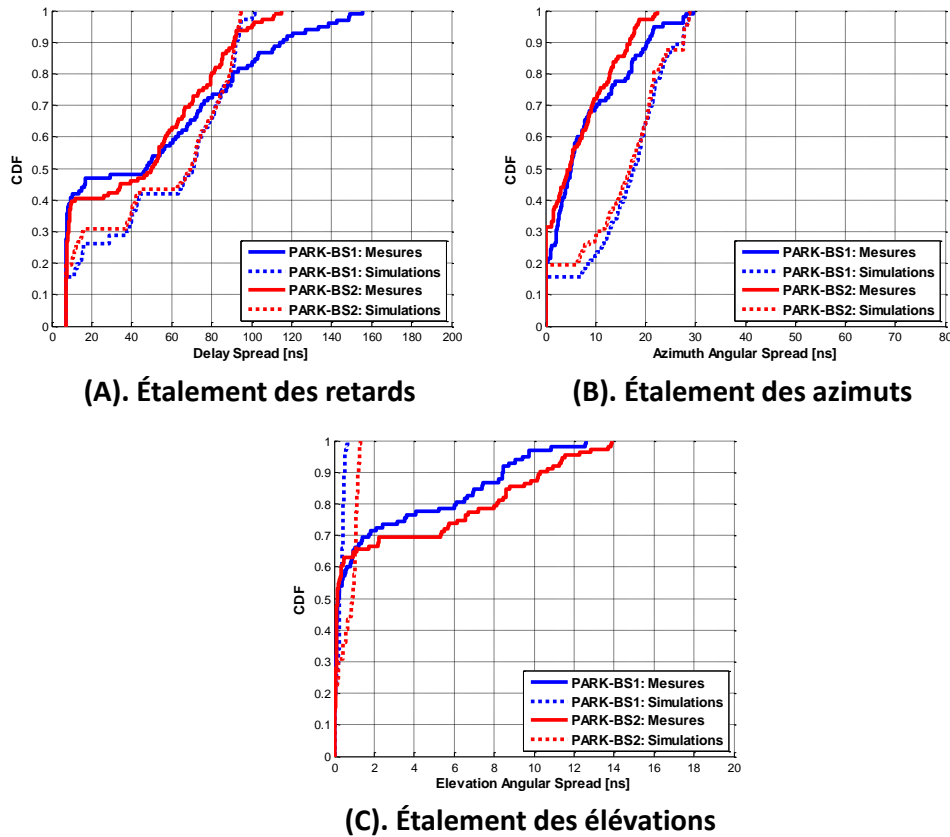 CDF
1
0.9
0.8
0.7
0.6
0.5
0.4
0.3
0.2
0.1
0
0 20 40 60 80 100 120 140 160 180 200
Delay Spread [ns]
PARK-BS1: Mesures
PARK-BS1: Simulations
PARK-BS2: Mesures
PARK-BS2: Simulations
(A). Étalement des retards
CDF
1
0.9
0.8
0.7
0.6
0.5
0.4
0.3
0.2
0.1
0
0 10 20 30 40 50 60 70 80
Azimuth Angular Spread [ns]
PARK-BS1: Mesures
PARK-BS1: Simulations
PARK-BS2: Mesures
PARK-BS2: Simulations
(B). Étalement des azimuts
CDF
1
0.9
0.8
0.7
0.6
0.5
0.4
0.3
0.2
0.1
0
0 2 4 6 8 10 12 14 16 18 20
Elevation Angular Spread [ns]
PARK-BS1: Mesures
PARK-BS1: Simulations
PARK-BS2: Mesures
PARK-BS2: Simulations
(C). Étalement des élévations